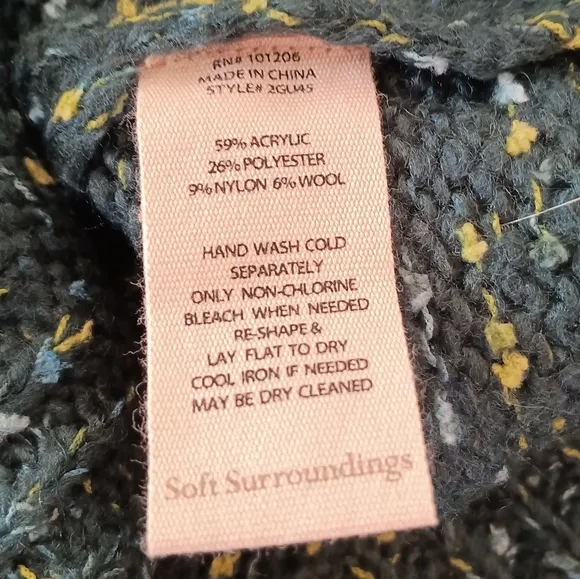 RN# 101206
MADE IN CHINA
STYLE# 2GU45
59% ACRYLIC
26% POLYESTER
9% NYLON 6% WOOL
HAND WASH COLD
SEPARATELY
ONLY NON-CHLORINE
BLEACH WHEN NEEDED
RE-SHAPE &
LAY FLAT TO DRY
COOL IRON IF NEEDED
MAY BE DRY CLEANED
Soft Surroundings